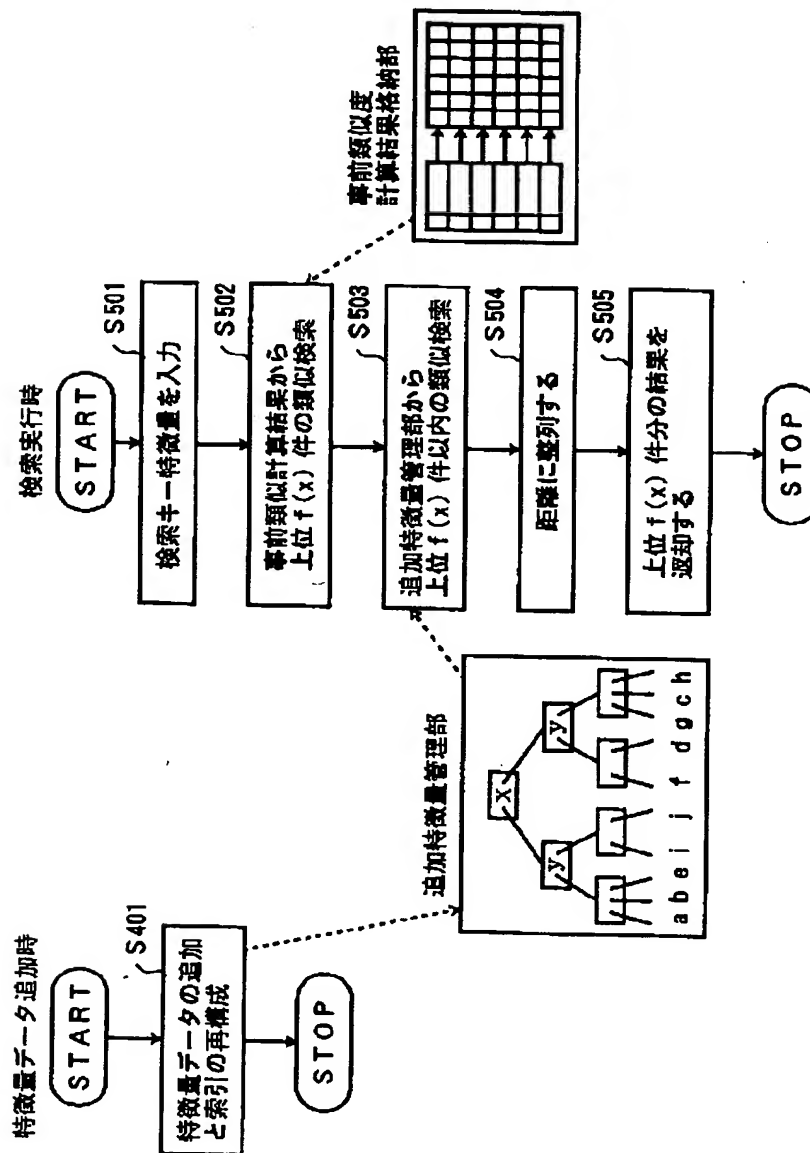 特徴量データ追加時
START
S401
特徴量データの追加
と索引の再構成
STOP
追加特徴量管理部
x
y
y
a b e i j f d g c h
検索実行時
START
S501
検索キー特徴量を入力
S502
事前類似計算結果から
上位f(x)件の類似検索
S503
追加特徴量管理部から
上位f(x)件以内の類似検索
S504
距離に整列する
S505
上位f(x)件分の結果を
返却する
STOP
事前類似度
計算結果格納部